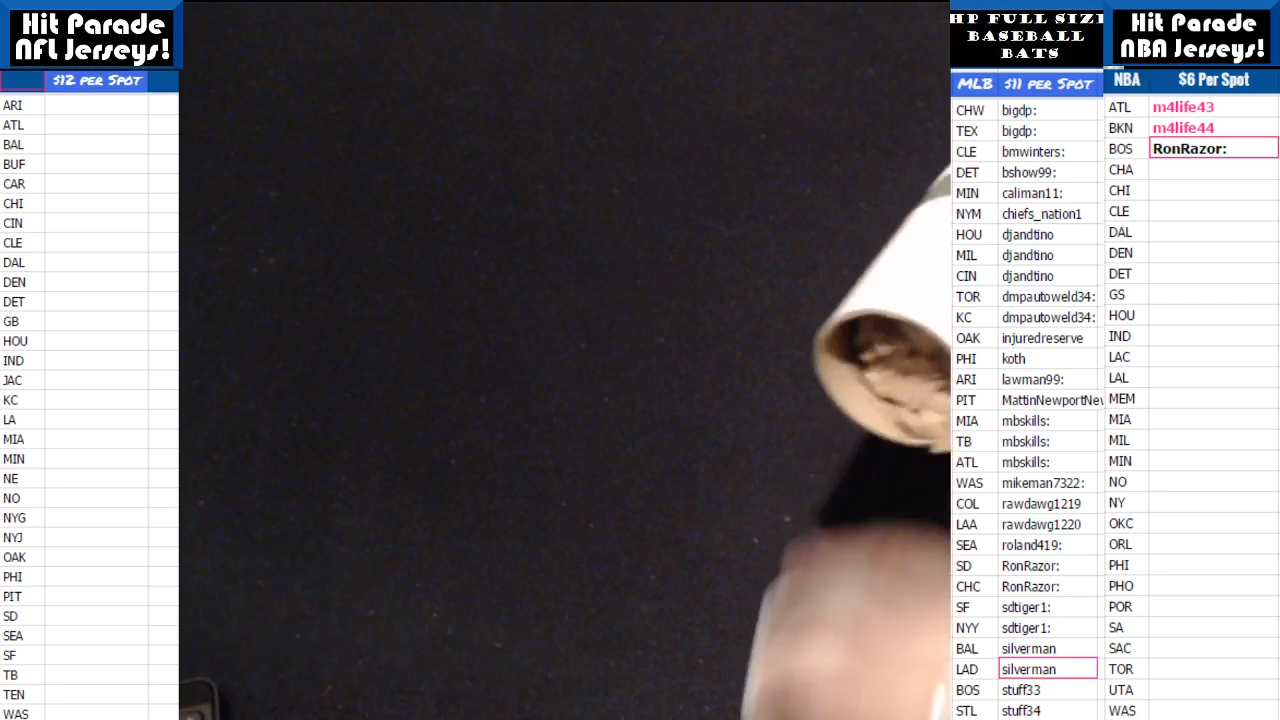 Hit Parade
NFL Jerseys!
$12 per Spot
ARI
ATL
BAL
BUF
CAR
CHI
CIN
CLE
DAL
DEN
DET
GB
HOU
IND
JAC
KC
LA
MIA
MIN
NE
NO
NYG
NYJ
OAK
PHI
PIT
SD
SEA
SF
TB
TEN
WAS
HP FULL SIZE
BASEBALL
BATS
MLB $11 per Spot
CHW bigdp:
TEX bigdp:
CLE bmwinters:
DET bshow99:
MIN caliman11:
NYM chiefs_nation1
HOU djandtino
MIL djandtino
CIN djandtino
TOR dmpautoweld34:
KC dmpautoweld34:
OAK injuredreserve
PHI koth
ARI lawman99:
PIT MattinNewportNew
MIA mbskills:
TB mbskills:
ATL mbskills:
WAS mikeman7322:
COL rawdawg1219
LAA rawdawg1220
SEA roland419:
SD RonRazor:
CHC RonRazor:
SF sdtiger1:
NYY sdtiger1:
BAL silverman
LAD silverman
BOS stuff33
STL stuff34
Hit Parade
NBA Jerseys!
NBA $6 Per Spot
ATL m4life43
BKN m4life44
BOS RonRazor:
CHA
CHI
CLE
DAL
DEN
DET
GS
HOU
IND
LAC
LAL
MEM
MIA
MIL
MIN
NO
NY
OKC
ORL
PHI
PHO
POR
SA
SAC
TOR
UTA
WAS